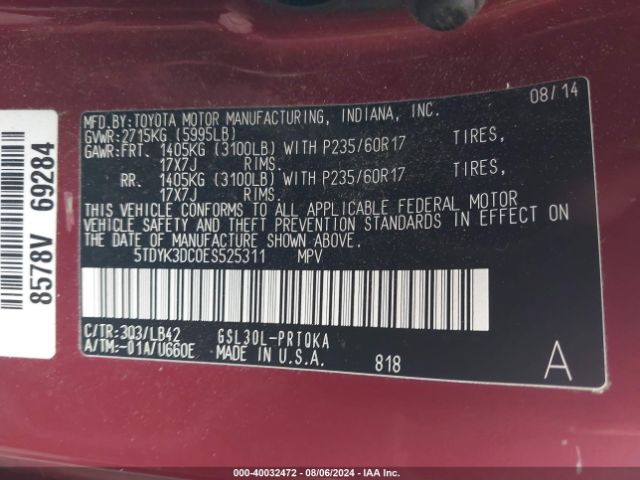 MFD.BY:TOYOTA MOTOR MANUFACTURING, INDIANA, INC. 08/14
GVWR:2715KG (5995LB)
GAWR:FRT. 1405KG (3100LB) WITH P235/60R17 TIRES,
17X7J RIMS.
RR. 1405KG (3100LB) WITH P235/60R17 TIRES,
17X7J RIMS.
THIS VEHICLE CONFORMS TO ALL APPLICABLE FEDERAL MOTOR
VEHICLE SAFETY AND THEFT PREVENTION STANDARDS IN EFFECT ON
THE DATE OF MANUFACTURE SHOWN ABOVE.
5TDYK3DC0ES525311 MPV
C/TR:3Q3/LB42 GSL30L-PRTQKA
A/TM:-01A/U660E MADE IN U.S.A. 818 A
8578V 69284
000-40032472 - 08/06/2024 - IAAI.com